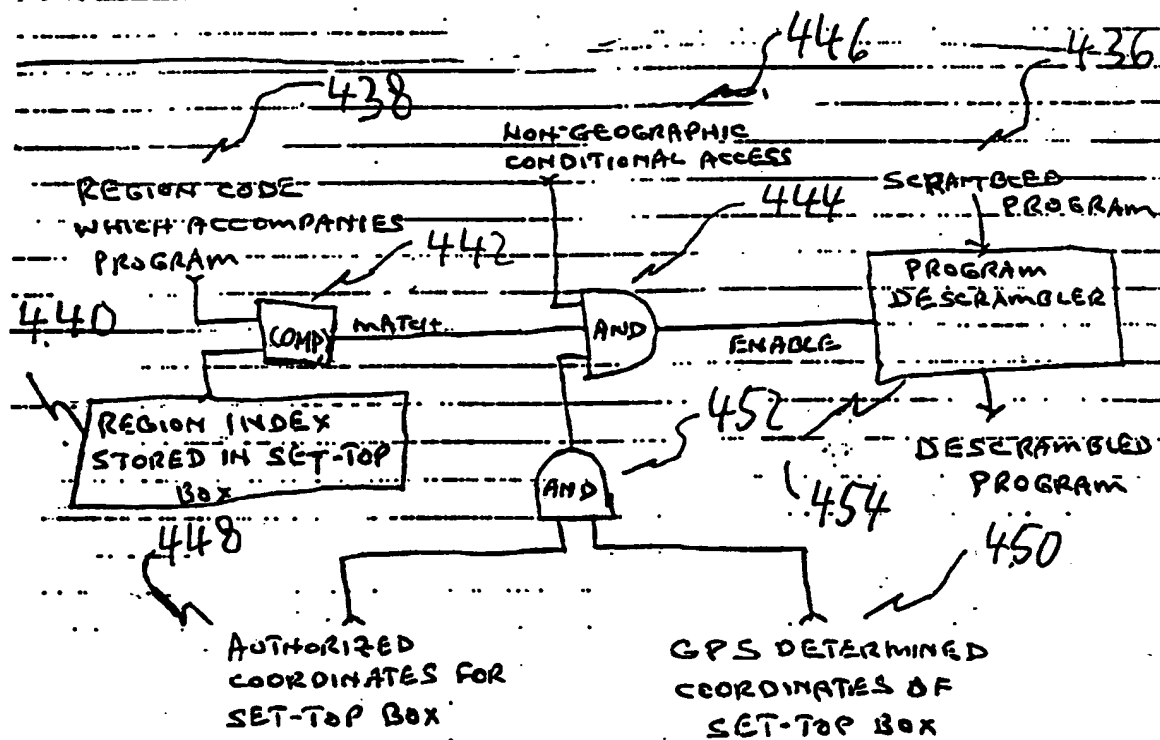 446
436
438
NON-GEOGRAPHIC
CONDITIONAL ACCESS
REGION CODE
WHICH ACCOMPANIES
PROGRAM
444
SCRAMBLED
PROGRAM
442
440
COMP
MATCH
AND
ENABLE
PROGRAM
DESCRAMBLER
REGION INDEX
STORED IN SET-TOP
BOX
452
AND
454
DESCRAMBLED
PROGRAM
448
450
AUTHORIZED
COORDINATES FOR
SET-TOP BOX
GPS DETERMINED
COORDINATES OF
SET-TOP BOX